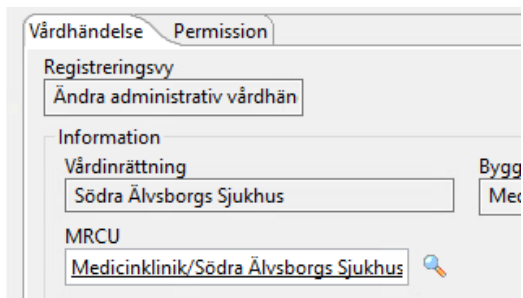 Vårdhändelse Permission
Registreringsvy
Ändra administrativ vårdhän
Information
Vårdinrättning Bygg
Södra Älvsborgs Sjukhus Med
MRCU
Medicinklinik/Södra Älvsborgs Sjukhus